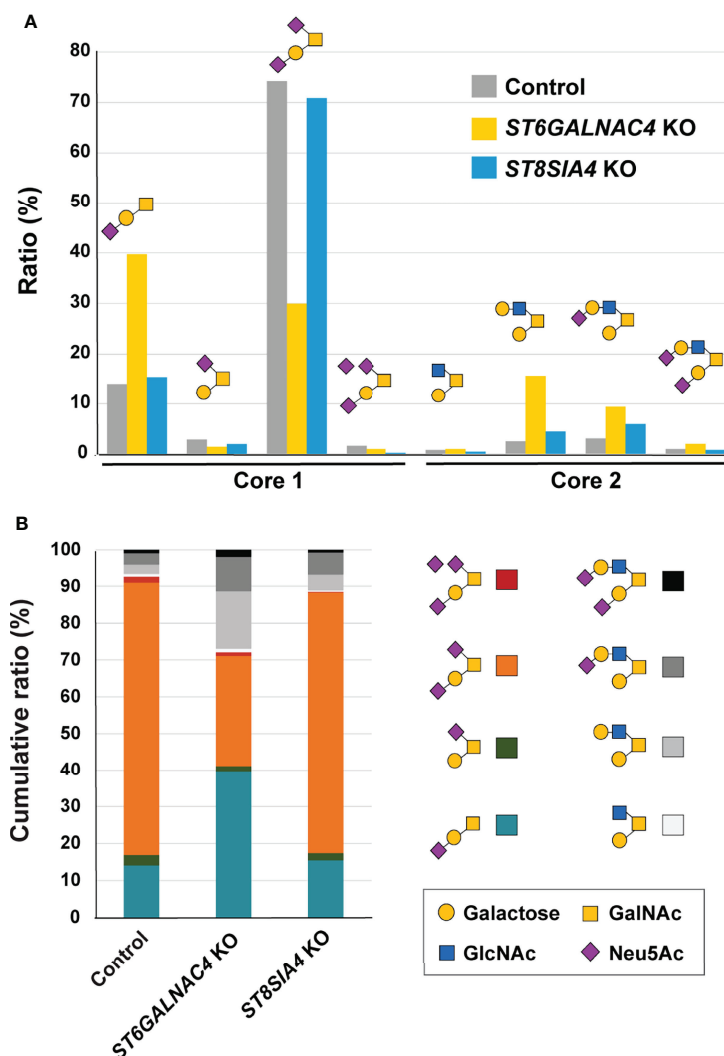 A
80
70
60
50
40
30
20
10
0
Ratio (%)
Control
ST6GALNAC4 KO
ST8SIA4 KO
Core 1
Core 2
B
100
90
80
70
60
50
40
30
20
10
0
Cumulative ratio (%)
Control
ST6GALNAC4 KO
ST8SIA4 KO
Galactose
GalNAc
GlcNAc
Neu5Ac